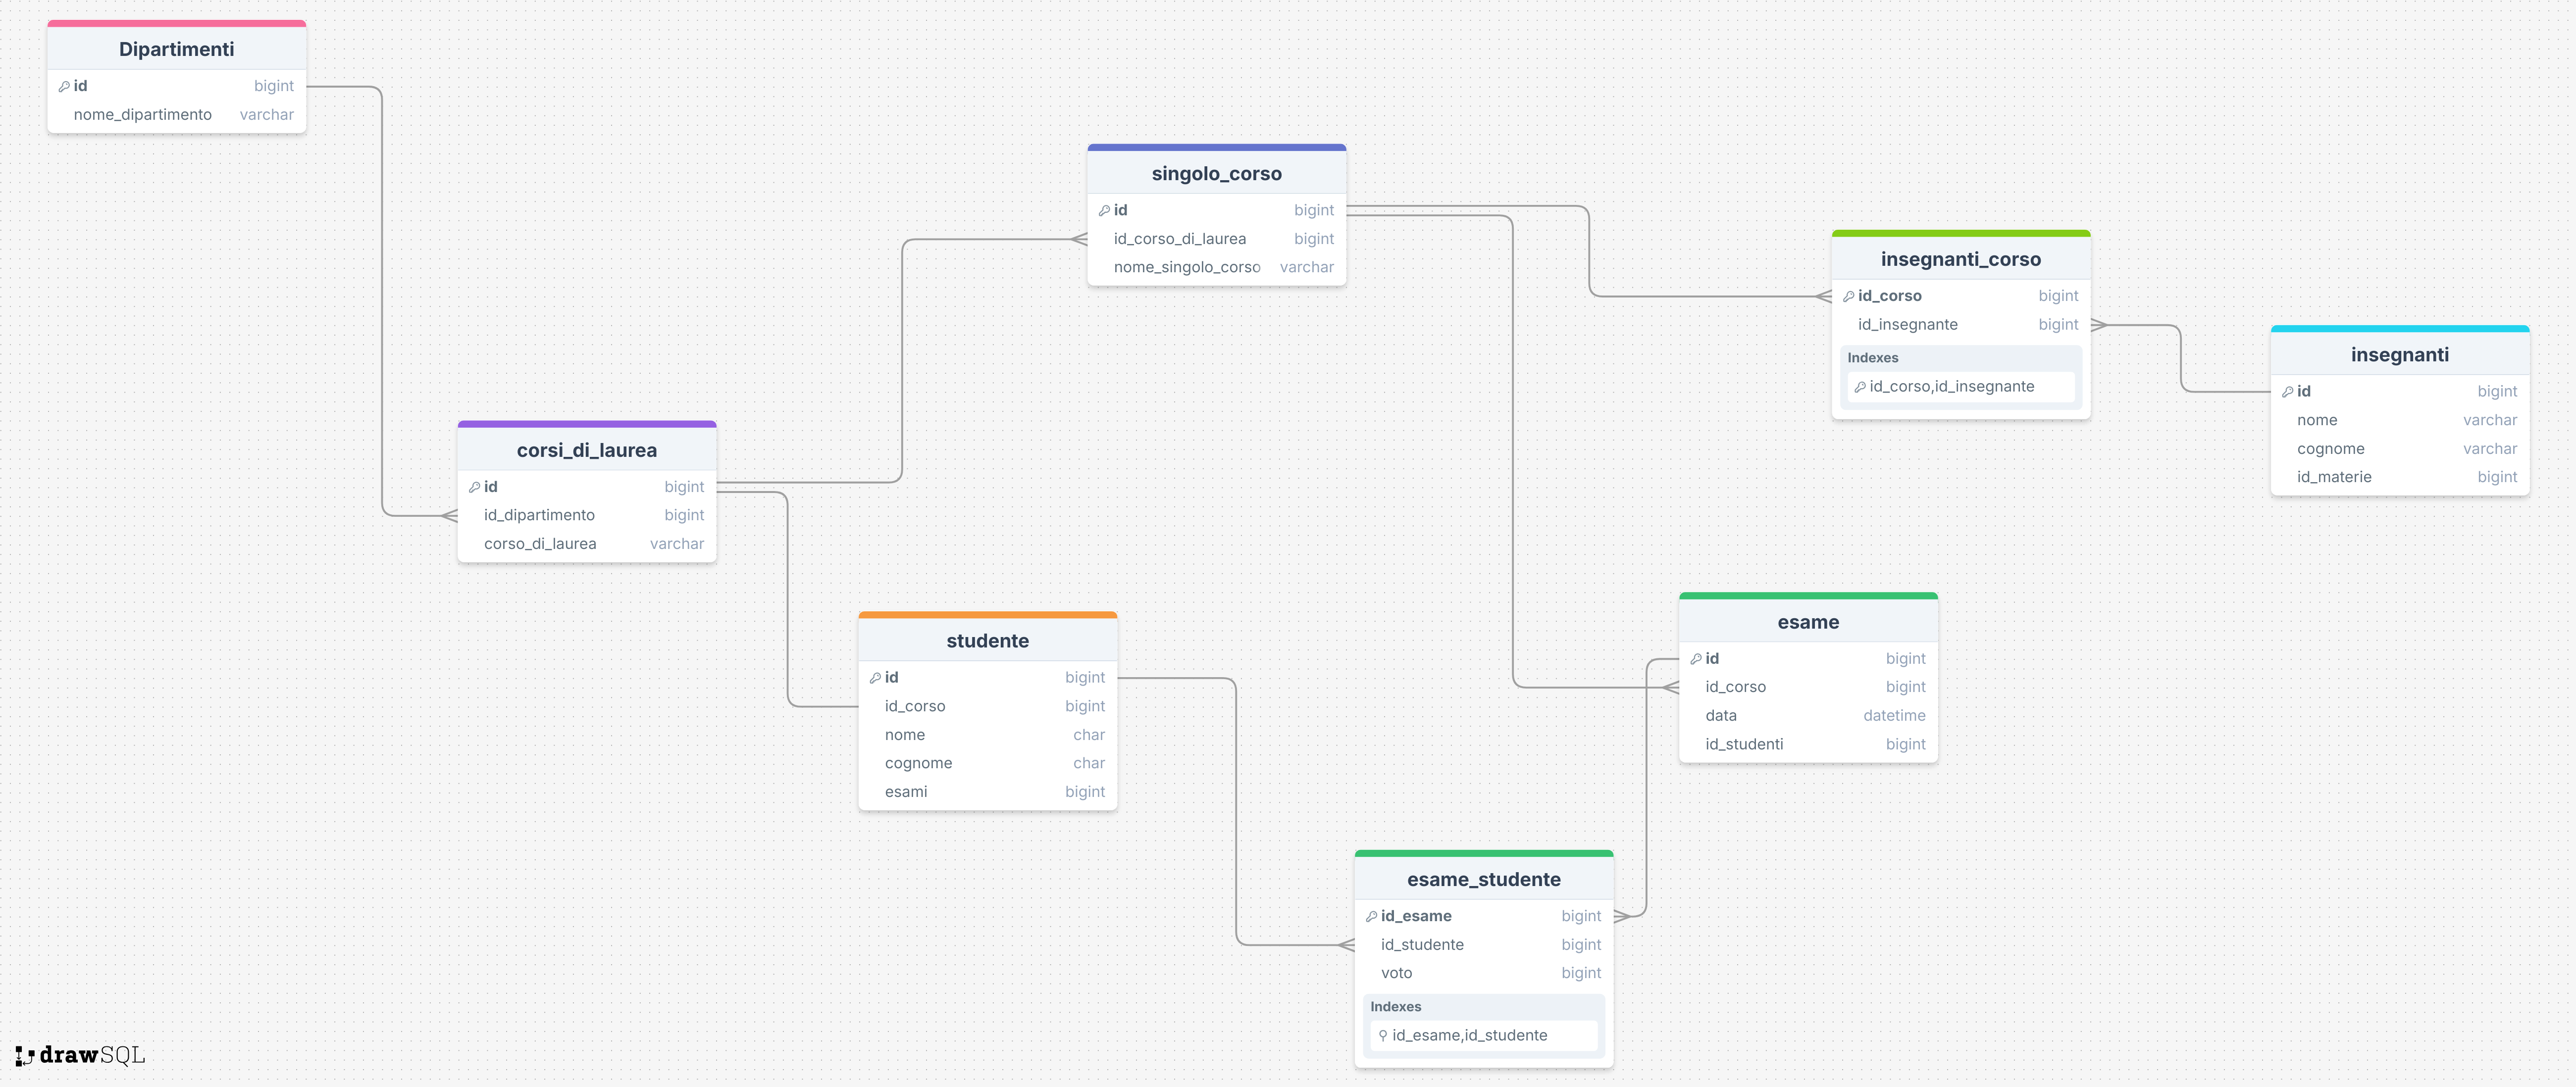 Dipartimenti
id bigint
nome_dipartimento varchar
singolo_corso
id bigint
id_corso_di_laurea bigint
nome_singolo_corso varchar
insegnanti_corso
id_corso bigint
id_insegnante bigint
Indexes
id_corso,id_insegnante
insegnanti
id bigint
nome varchar
cognome varchar
id_materie bigint
corsi_di_laurea
id bigint
id_dipartimento bigint
corso_di_laurea varchar
studente
id bigint
id_corso bigint
nome char
cognome char
esami bigint
esame
id bigint
id_corso bigint
data datetime
id_studenti bigint
esame_studente
id_esame bigint
id_studente bigint
voto bigint
Indexes
id_esame,id_studente
drawSQL